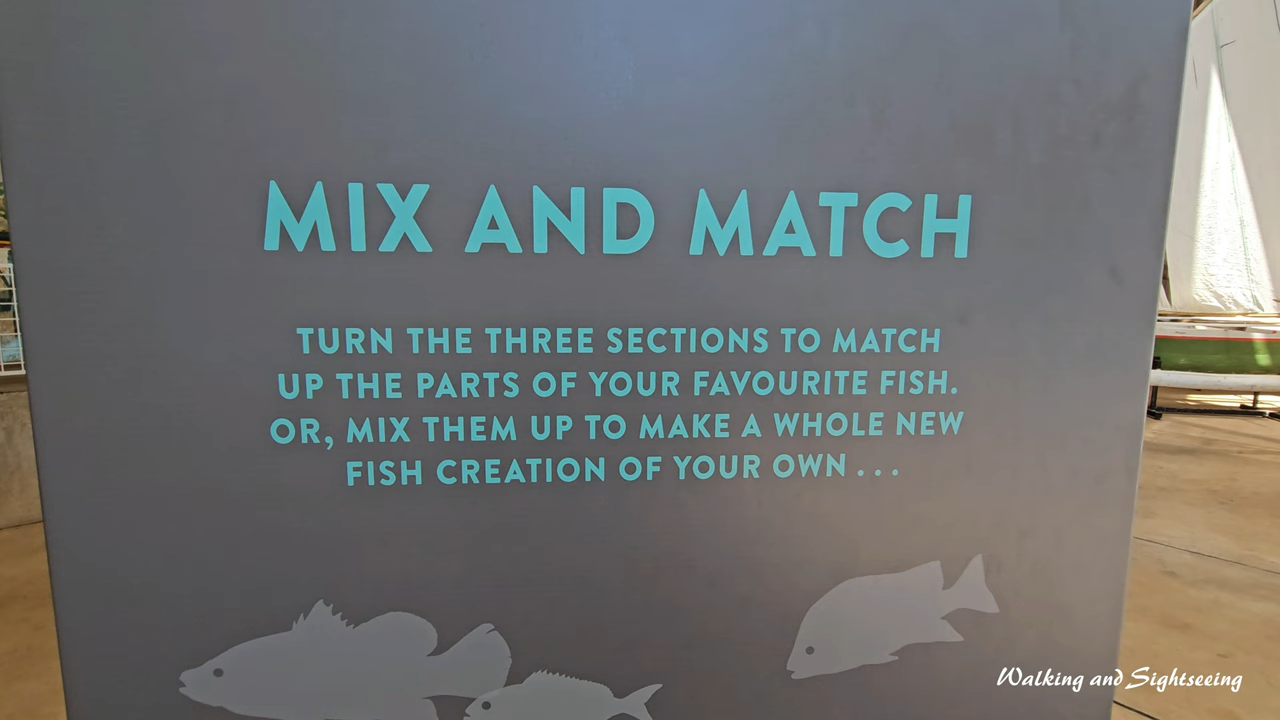 MIX AND MATCH
TURN THE THREE SECTIONS TO MATCH
UP THE PARTS OF YOUR FAVOURITE FISH.
OR, MIX THEM UP TO MAKE A WHOLE NEW
FISH CREATION OF YOUR OWN . . .
Walking and Sightseeing